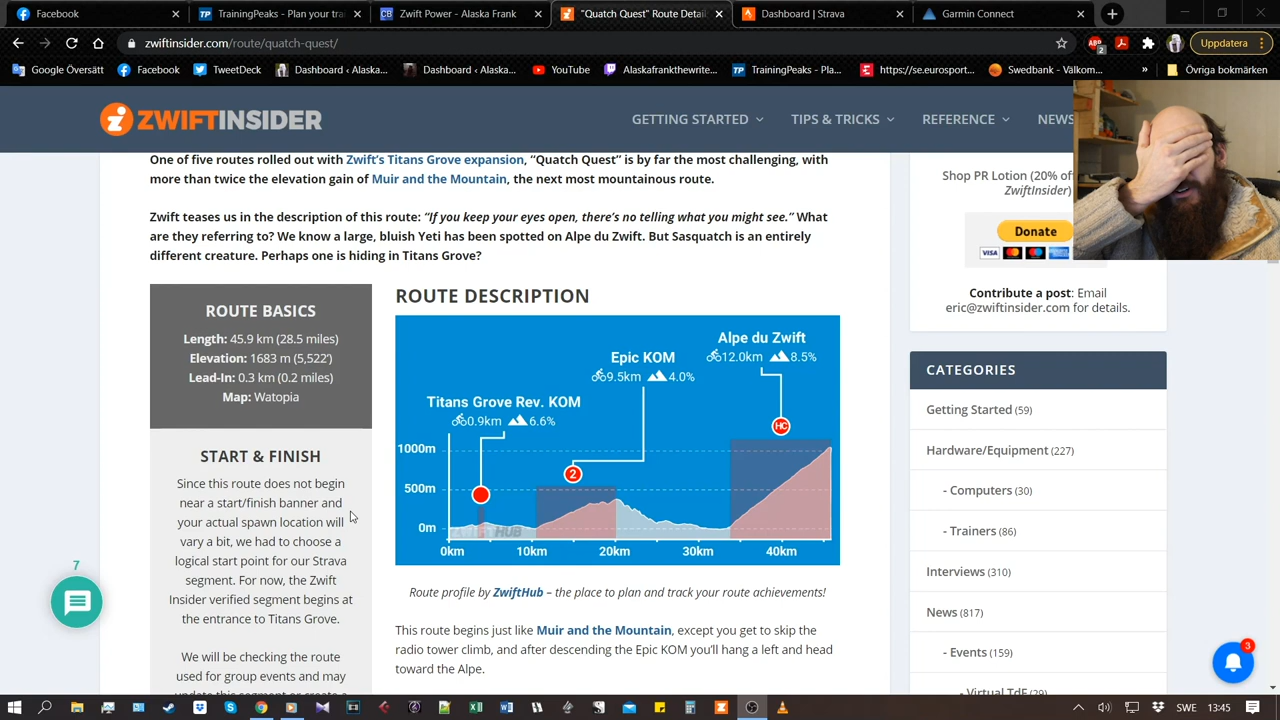 Facebook
TrainingPeaks - Plan your tra
Zwift Power - Alaska Frank
"Quatch Quest" Route Detail
Dashboard | Strava
Garmin Connect
zwiftinsider.com/route/quatch-quest/
Uppdatera
Google Översätt
Facebook
TweetDeck
Dashboard ‹ Alaska...
Dashboard ‹ Alaska...
YouTube
Alaskafrankthewrite...
TrainingPeaks - Pla...
https://se.eurosport...
Swedbank - Välkom...
Övriga bokmärken
ZWIFTINSIDER
GETTING STARTED
TIPS & TRICKS
REFERENCE
NEWS
One of five routes rolled out with Zwift's Titans Grove expansion, "Quatch Quest" is by far the most challenging, with
more than twice the elevation gain of Muir and the Mountain, the next most mountainous route.
Zwift teases us in the description of this route: "If you keep your eyes open, there's no telling what you might see." What
are they referring to? We know a large, bluish Yeti has been spotted on Alpe du Zwift. But Sasquatch is an entirely
different creature. Perhaps one is hiding in Titans Grove?
ROUTE BASICS
Length: 45.9 km (28.5 miles)
Elevation: 1683 m (5,522')
Lead-In: 0.3 km (0.2 miles)
Map: Watopia
START & FINISH
Since this route does not begin
near a start/finish banner and
your actual spawn location will
vary a bit, we had to choose a
logical start point for our Strava
segment. For now, the Zwift
Insider verified segment begins at
the entrance to Titans Grove.
We will be checking the route
used for group events and may
update this segment or create a
7
ROUTE DESCRIPTION
Alpe du Zwift
12.0km 8.5%
Epic KOM
9.5km 4.0%
Titans Grove Rev. KOM
0.9km 6.6%
HC
2
1000m
500m
0m
HUB
0km
10km
20km
30km
40km
Route profile by ZwiftHub – the place to plan and track your route achievements!
This route begins just like Muir and the Mountain, except you get to skip the
radio tower climb, and after descending the Epic KOM you'll hang a left and head
toward the Alpe.
Shop PR Lotion (20% of
ZwiftInsider)
Donate
VISA
Contribute a post: Email
eric@zwiftinsider.com for details.
CATEGORIES
Getting Started (59)
Hardware/Equipment (227)
- Computers (30)
- Trainers (86)
Interviews (310)
News (817)
- Events (159)
- Virtual TdF (29)
3
SWE
13:45